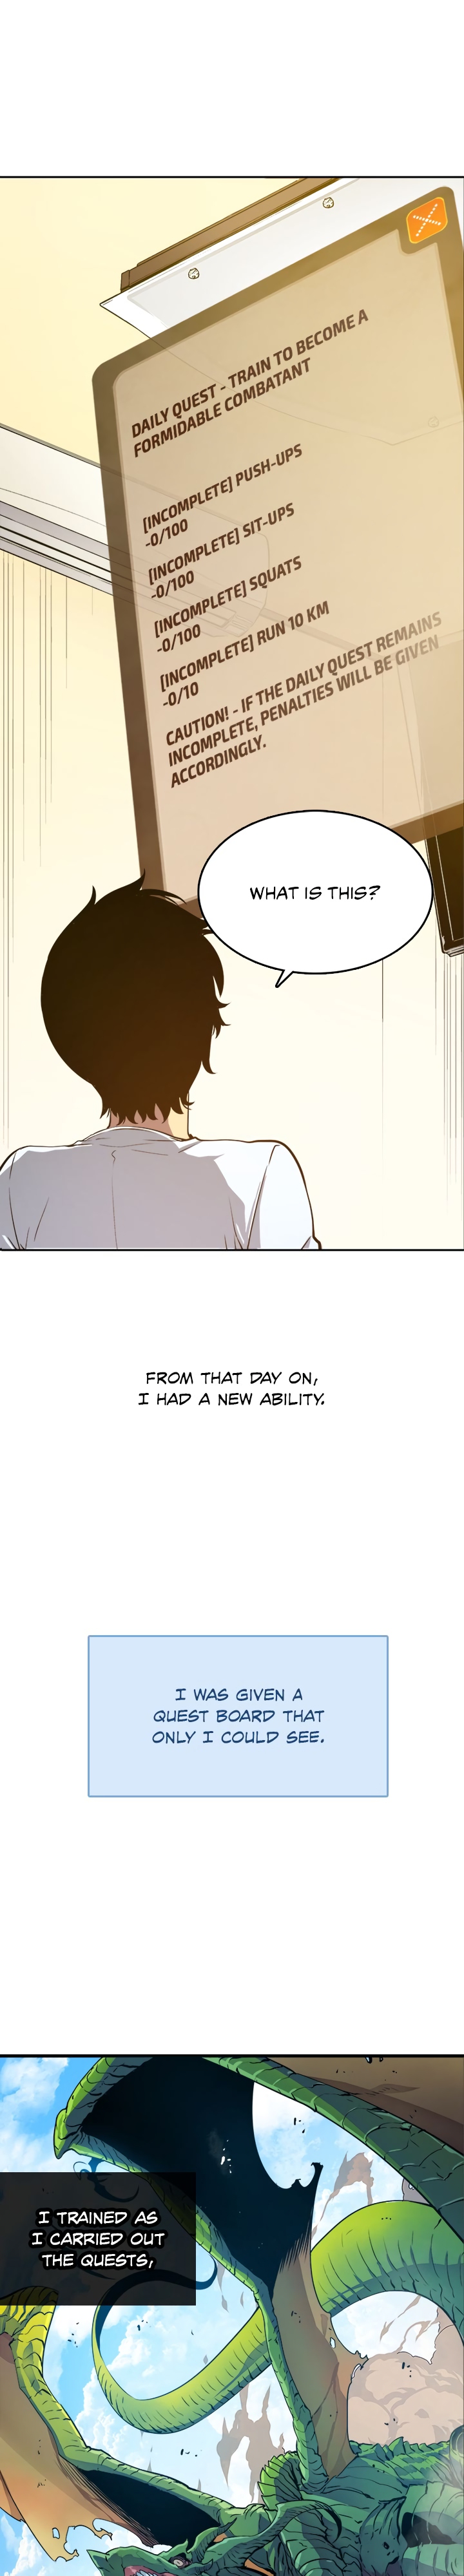 DAILY QUEST - TRAIN TO BECOME A
FORMIDABLE COMBATANT
[INCOMPLETE] PUSH-UPS
-0/100
[INCOMPLETE] SIT-UPS
-0/100
[INCOMPLETE] SQUATS
-0/100
[INCOMPLETE] RUN 10 KM
-0/10
CAUTION! - IF THE DAILY QUEST REMAINS
INCOMPLETE, PENALTIES WILL BE GIVEN
ACCORDINGLY.
WHAT IS THIS?
FROM THAT DAY ON,
I HAD A NEW ABILITY.
I WAS GIVEN A
QUEST BOARD THAT
ONLY I COULD SEE.
I TRAINED AS
I CARRIED OUT
THE QUESTS,